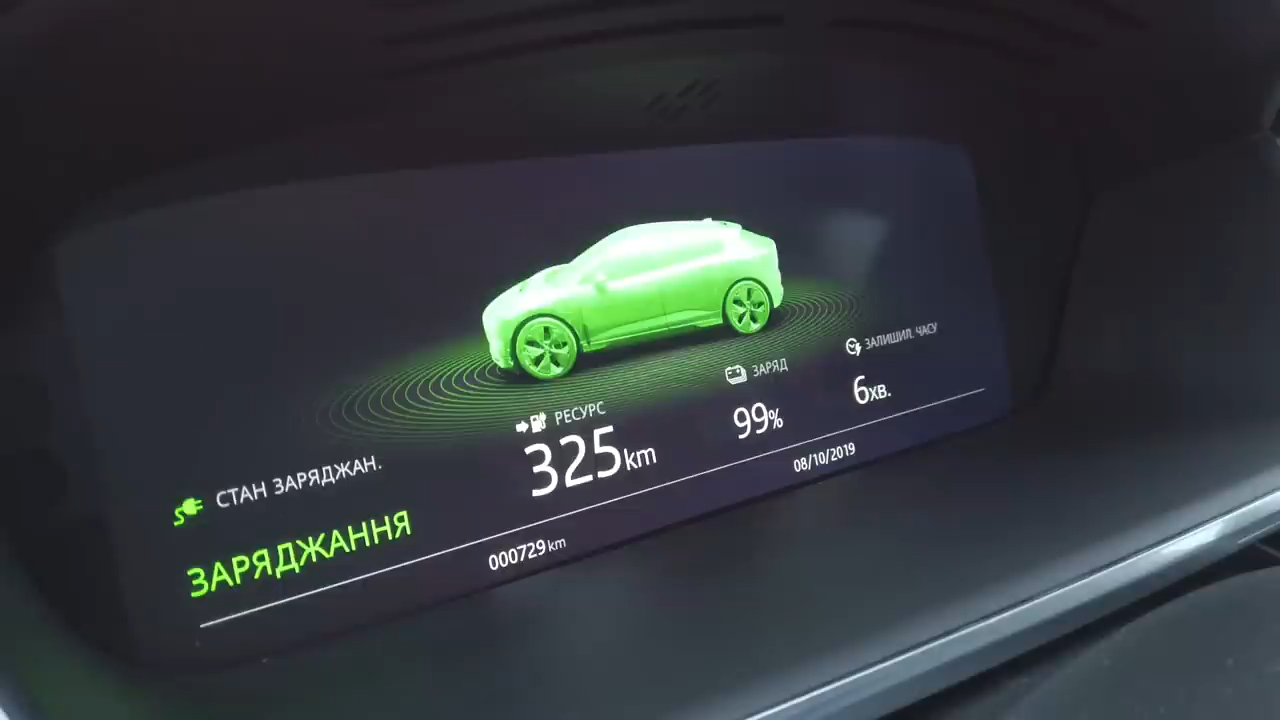 СТАН ЗАРЯДЖАН.
ЗАРЯДЖАННЯ
РЕСУРС
325km
ЗАРЯД
99%
ЗАЛИШИЛ. ЧАСУ
6хв.
000729km
08/10/2019